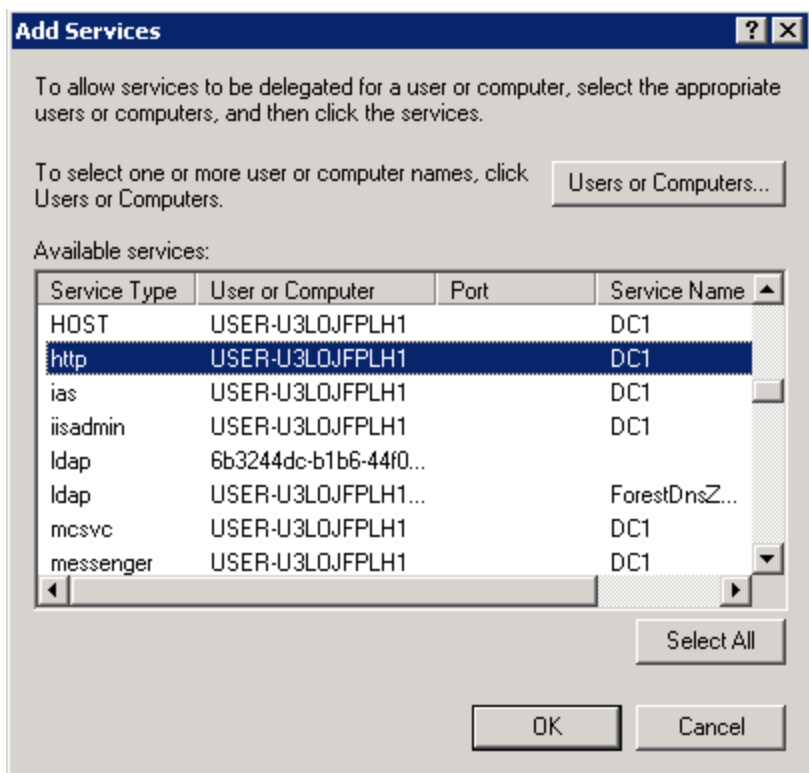 Add Services
To allow services to be delegated for a user or computer, select the appropriate
users or computers, and then click the services.
To select one or more user or computer names, click
Users or Computers.
Users or Computers...
Available services:
Service Type User or Computer Port Service Name
HOST USER-U3LOJFPLH1 DC1
http USER-U3LOJFPLH1 DC1
ias USER-U3LOJFPLH1 DC1
iisadmin USER-U3LOJFPLH1 DC1
ldap 6b3244dc-b1b6-44f0...
ldap USER-U3LOJFPLH1... ForestDnsZ...
mcsvc USER-U3LOJFPLH1 DC1
messenger USER-U3LOJFPLH1 DC1
Select All
OK Cancel